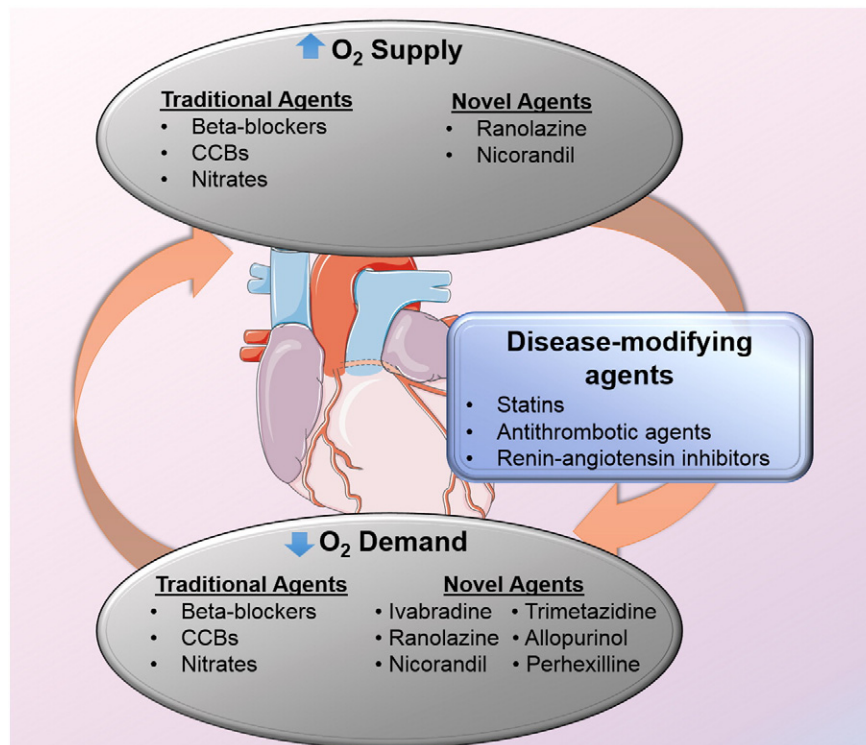 O₂ Supply
Traditional Agents
• Beta-blockers
• CCBs
• Nitrates
Novel Agents
• Ranolazine
• Nicorandil
Disease-modifying
agents
• Statins
• Antithrombotic agents
• Renin-angiotensin inhibitors
O₂ Demand
Traditional Agents
• Beta-blockers
• CCBs
• Nitrates
Novel Agents
• Ivabradine • Trimetazidine
• Ranolazine • Allopurinol
• Nicorandil • Perhexilline